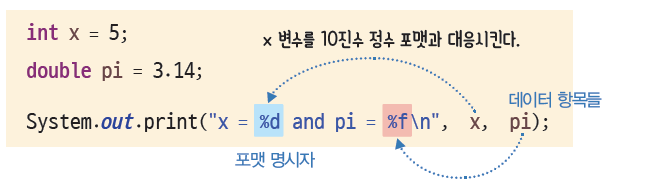 int x = 5;
x 변수를 10진수 정수 포맷과 대응시킨다.
double pi = 3.14;
데이터 항목들
System.out.print("x = %d and pi = %f\n", x, pi);
포맷 명시자